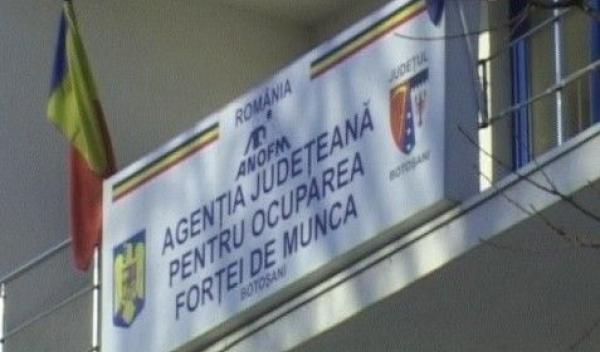 ROMÂNIA
ANOFM
AGENȚIA JUDEȚEANĂ
PENTRU OCUPAREA
FORȚEI DE MUNCA
BOTOȘANI
JUDEȚUL
BOTOȘANI